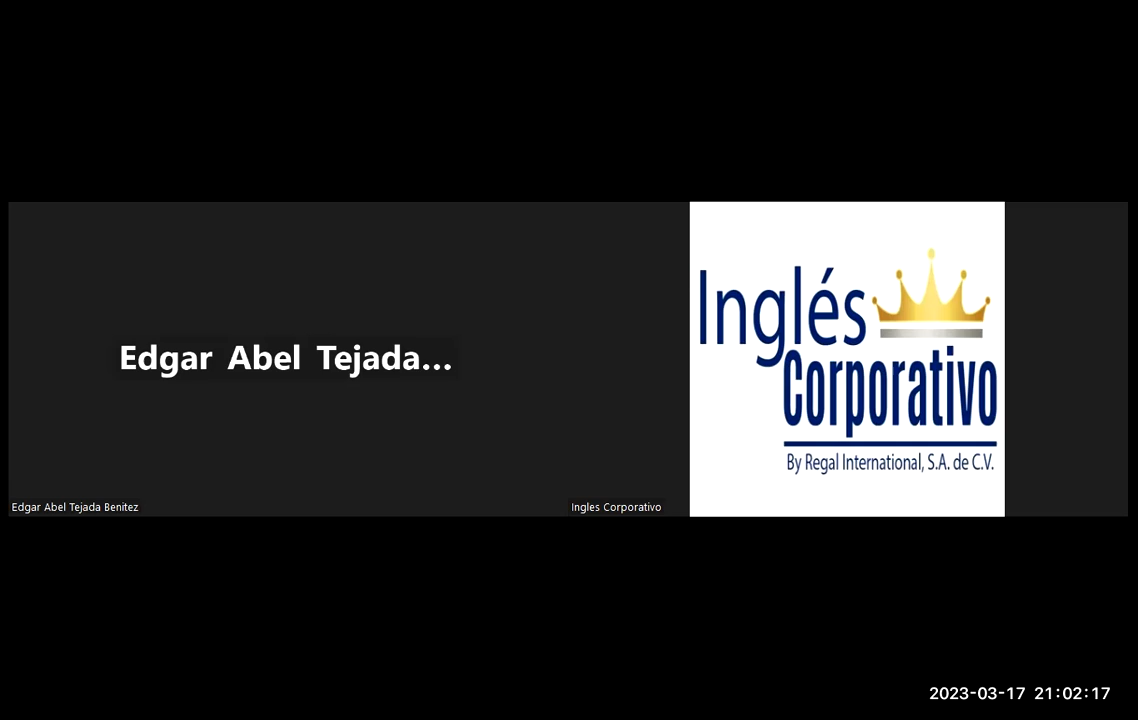 Edgar Abel Tejada...
Edgar Abel Tejada Benitez
Inglés
Corporativo
By Regal International, S.A. de C.V.
Ingles Corporativo
2023-03-17 21:02:17